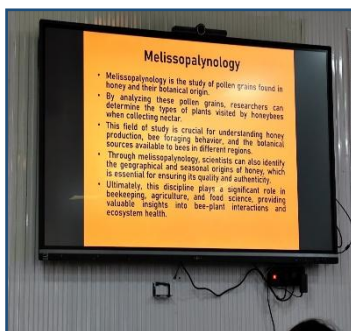 Melissopalynology
• Melissopalynology is the study of pollen grains found in
honey and their botanical origin.
• By analyzing these pollen grains, researchers can
determine the types of plants visited by honeybees
when collecting nectar.
• This field of study is crucial for understanding honey
production, bee foraging behavior, and the botanical
sources available to bees in different regions.
• Through melissopalynology, scientists can also identify
the geographical and seasonal origins of honey, which
is essential for ensuring its quality and authenticity.
• Ultimately, this discipline plays a significant role in
beekeeping, agriculture, and food science, providing
valuable insights into bee-plant interactions and
ecosystem health.